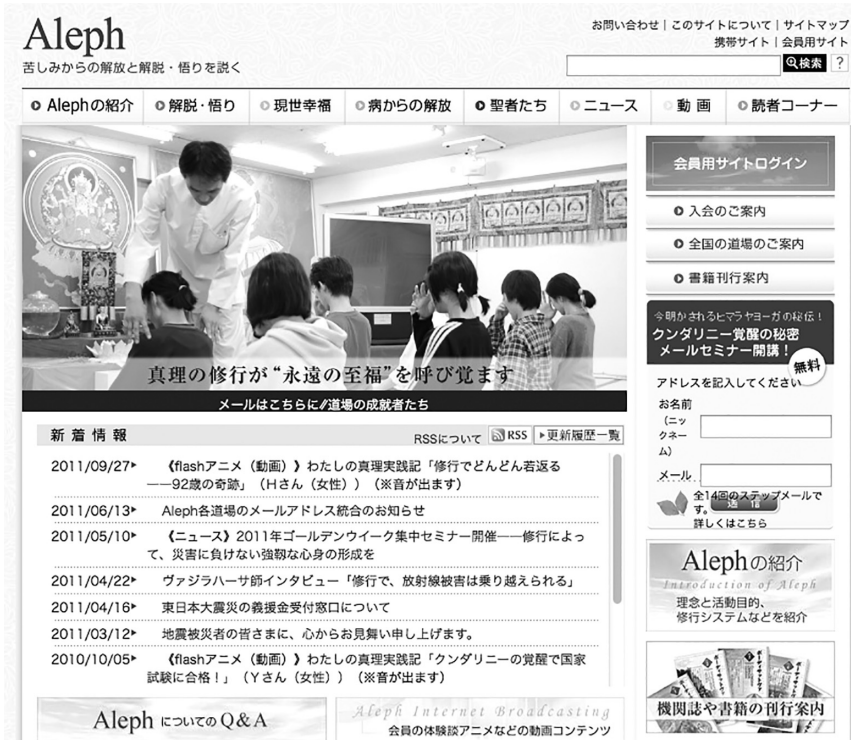 Aleph
苦しみからの解放と解脱・悟りを説く
お問い合わせ｜このサイトについて｜サイトマップ
携帯サイト｜会員用サイト
検索 ?
Alephの紹介 解脱・悟り 現世幸福 病からの解放 聖者たち ニュース 動画 読者コーナー
真理の修行が“永遠の至福”を呼び覚ます
メールはこちらに//道場の成就者たち
新着情報
RSSについて RSS 更新履歴一覧
2011/09/27 《flashアニメ（動画）》わたしの真理実践記「修行でどんどん若返る
――92歳の奇跡」（Hさん（女性））（※音が出ます）
2011/06/13 Aleph各道場のメールアドレス統合のお知らせ
2011/05/10 《ニュース》2011年ゴールデンウイーク集中セミナー開催――修行によっ
て、災害に負けない強靱な心身の形成を
2011/04/22 ヴァジラハーサ師インタビュー「修行で、放射線被害は乗り越えられる」
2011/04/16 東日本大震災の義援金受付窓口について
2011/03/12 地震被災者の皆さまに、心からお見舞い申し上げます。
2010/10/05 《flashアニメ（動画）》わたしの真理実践記「クンダリニーの覚醒で国家
試験に合格！」（Yさん（女性））（※音が出ます）
Aleph についてのQ&A
Aleph Internet Broadcasting
会員の体験談アニメなどの動画コンテンツ
会員用サイトログイン
入会のご案内
全国の道場のご案内
書籍刊行案内
今明かされるヒマラヤヨーガの秘伝！
クンダリニー覚醒の秘密
メールセミナー開講！
無料
アドレスを記入してください
お名前
（ニッ
クネー
ム）
メール
全14回のステップメールで
す。
送信
詳しくはこちら
Alephの紹介
Introduction of Aleph
理念と活動目的、
修行システムなどを紹介
機関誌や書籍の刊行案内